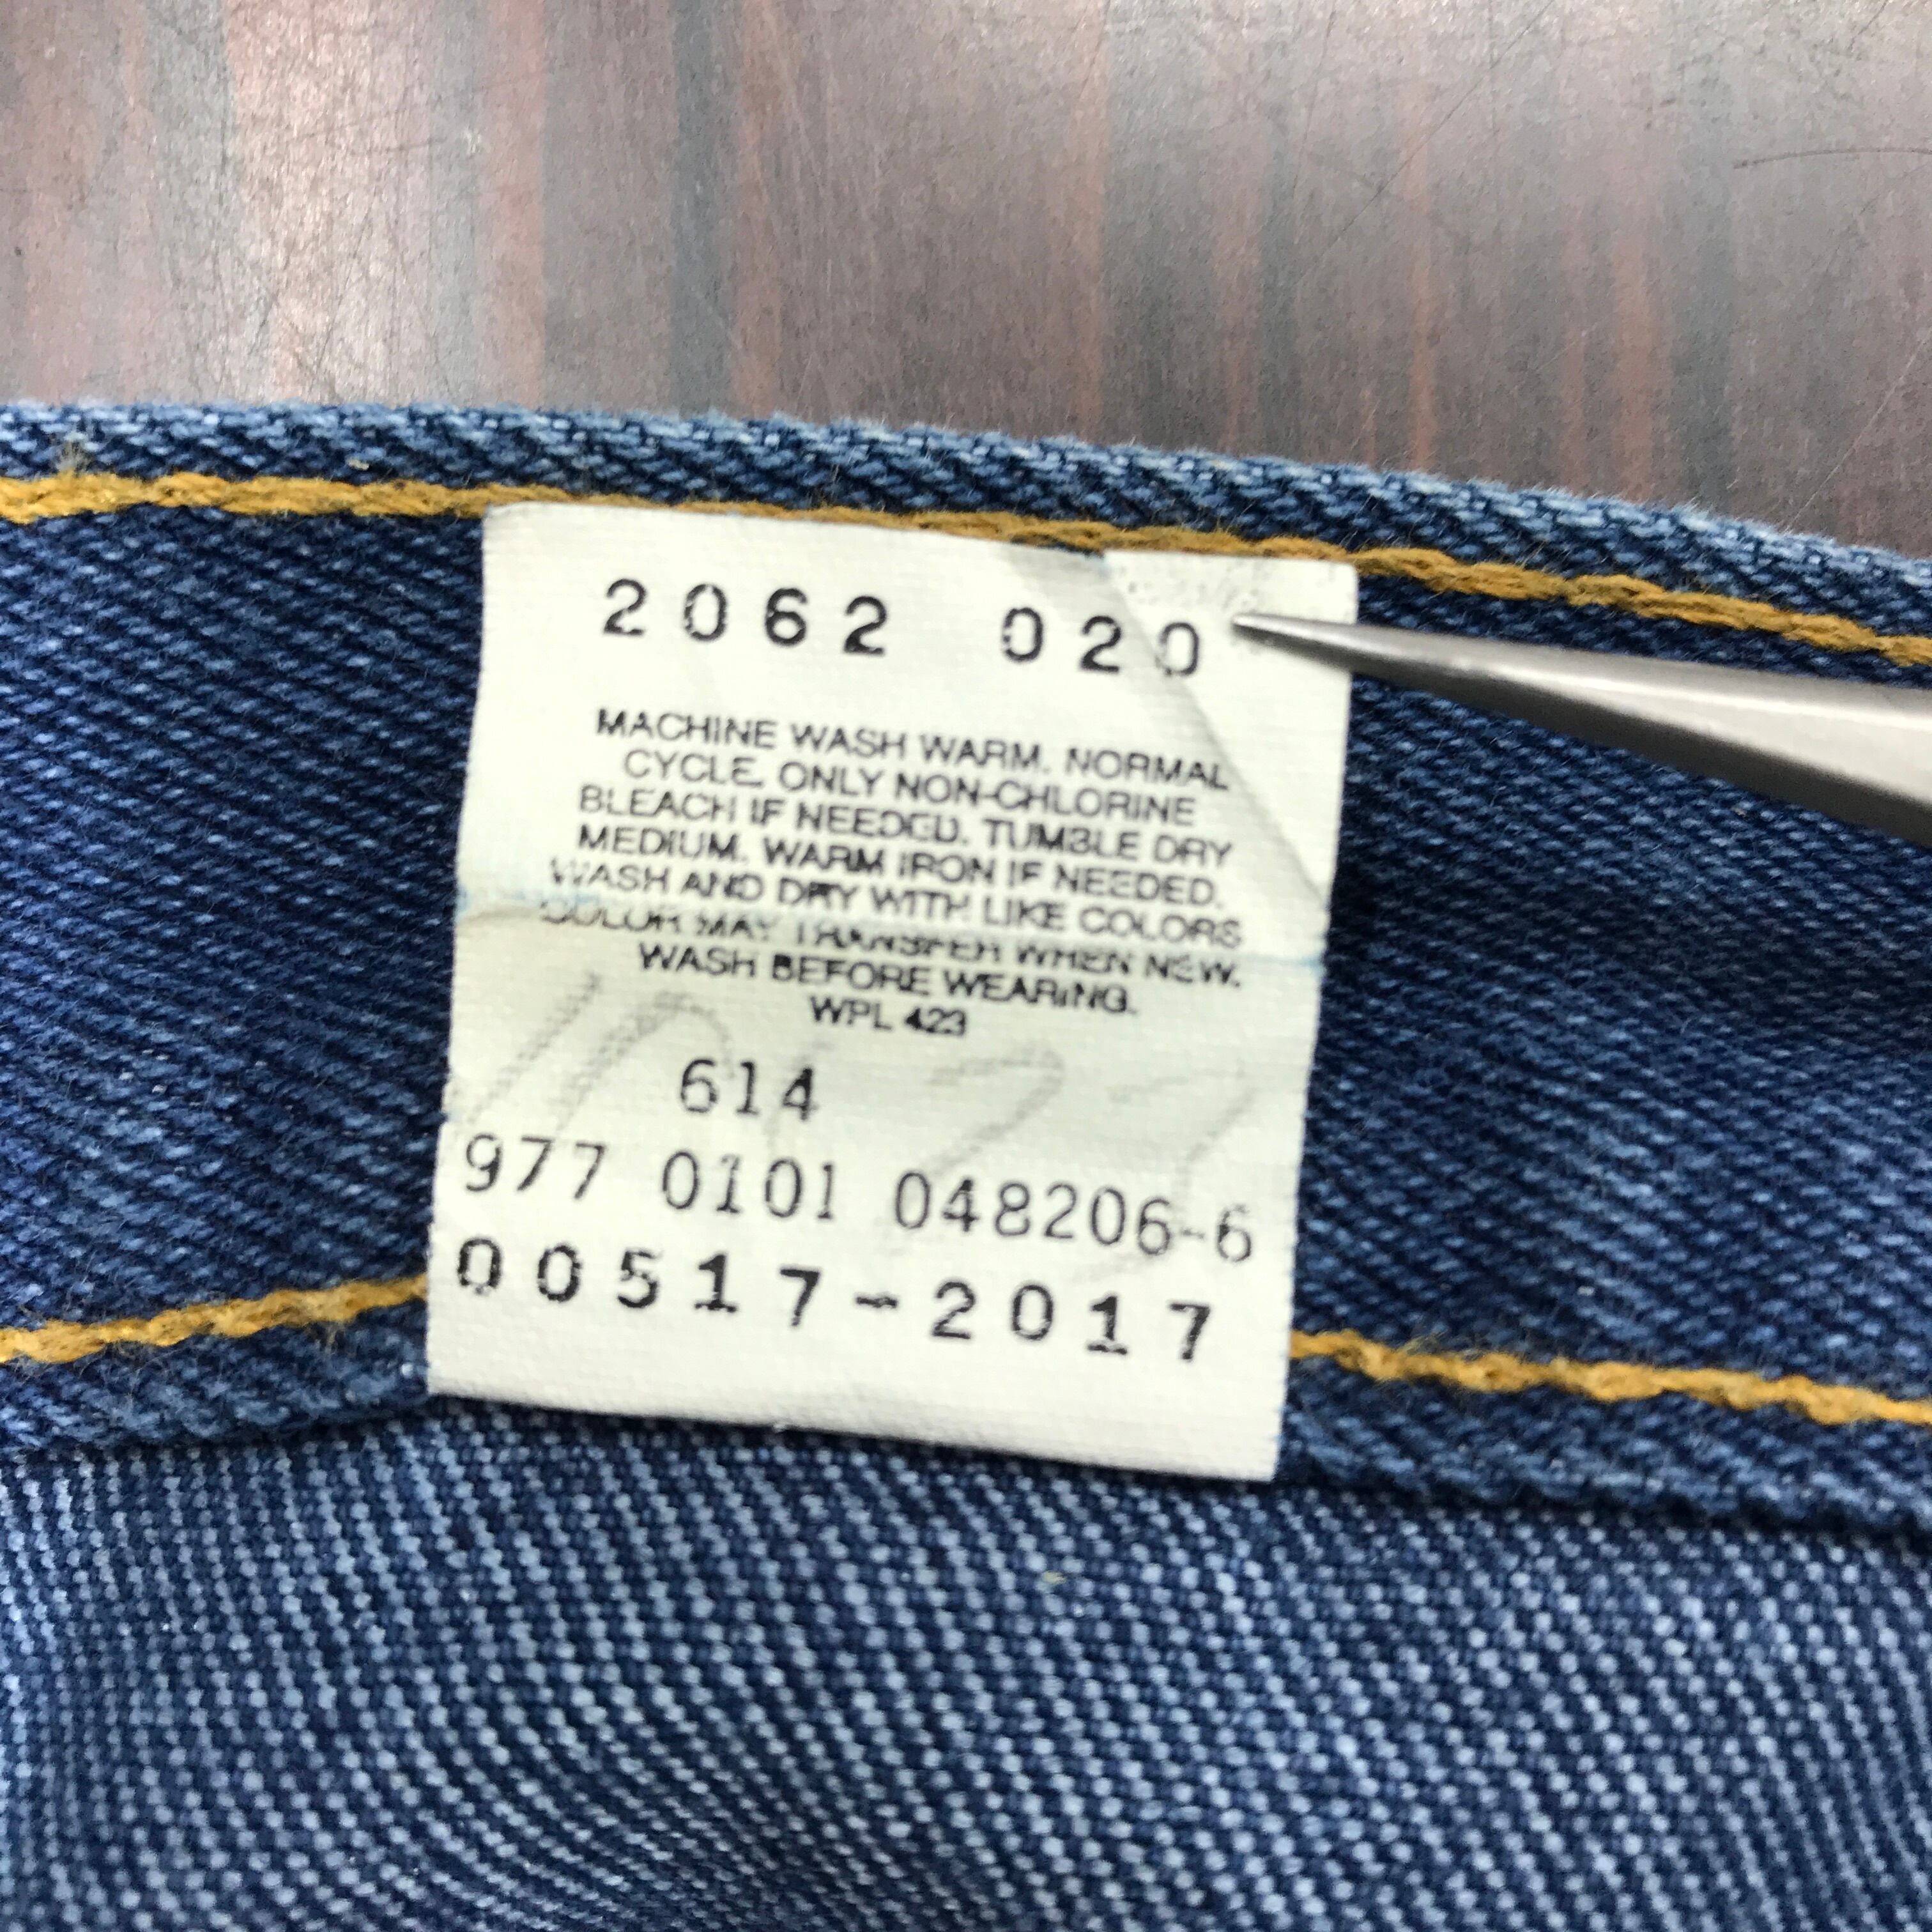 2062 020
MACHINE WASH WARM. NORMAL
CYCLE. ONLY NON-CHLORINE
BLEACH IF NEEDED. TUMBLE DRY
MEDIUM. WARM IRON IF NEEDED.
WASH AND DRY WITH LIKE COLORS
COLOR MAY TRANSFER WHEN NEW.
WASH BEFORE WEARING.
WPL 423
614
977 0101 048206-6
00517-2017